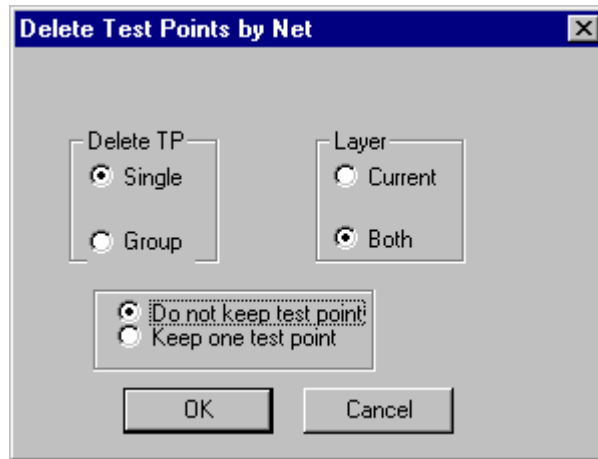 Delete Test Points by Net
Delete TP
Single
Group
Layer
Current
Both
Do not keep test point
Keep one test point
OK
Cancel